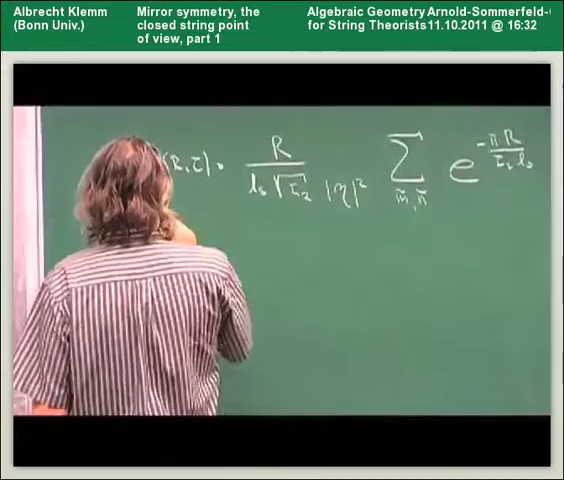 Albrecht Klemm
(Bonn Univ.)
Mirror symmetry, the
closed string point
of view, part 1
Algebraic Geometry
for String Theorists
Arnold-Sommerfeld-
11.10.2011 @ 16:32
(R,τ) = R / l_s √τ_2 |η|^2 Σ m̃,ñ e^{-πR / τ_2 l_s